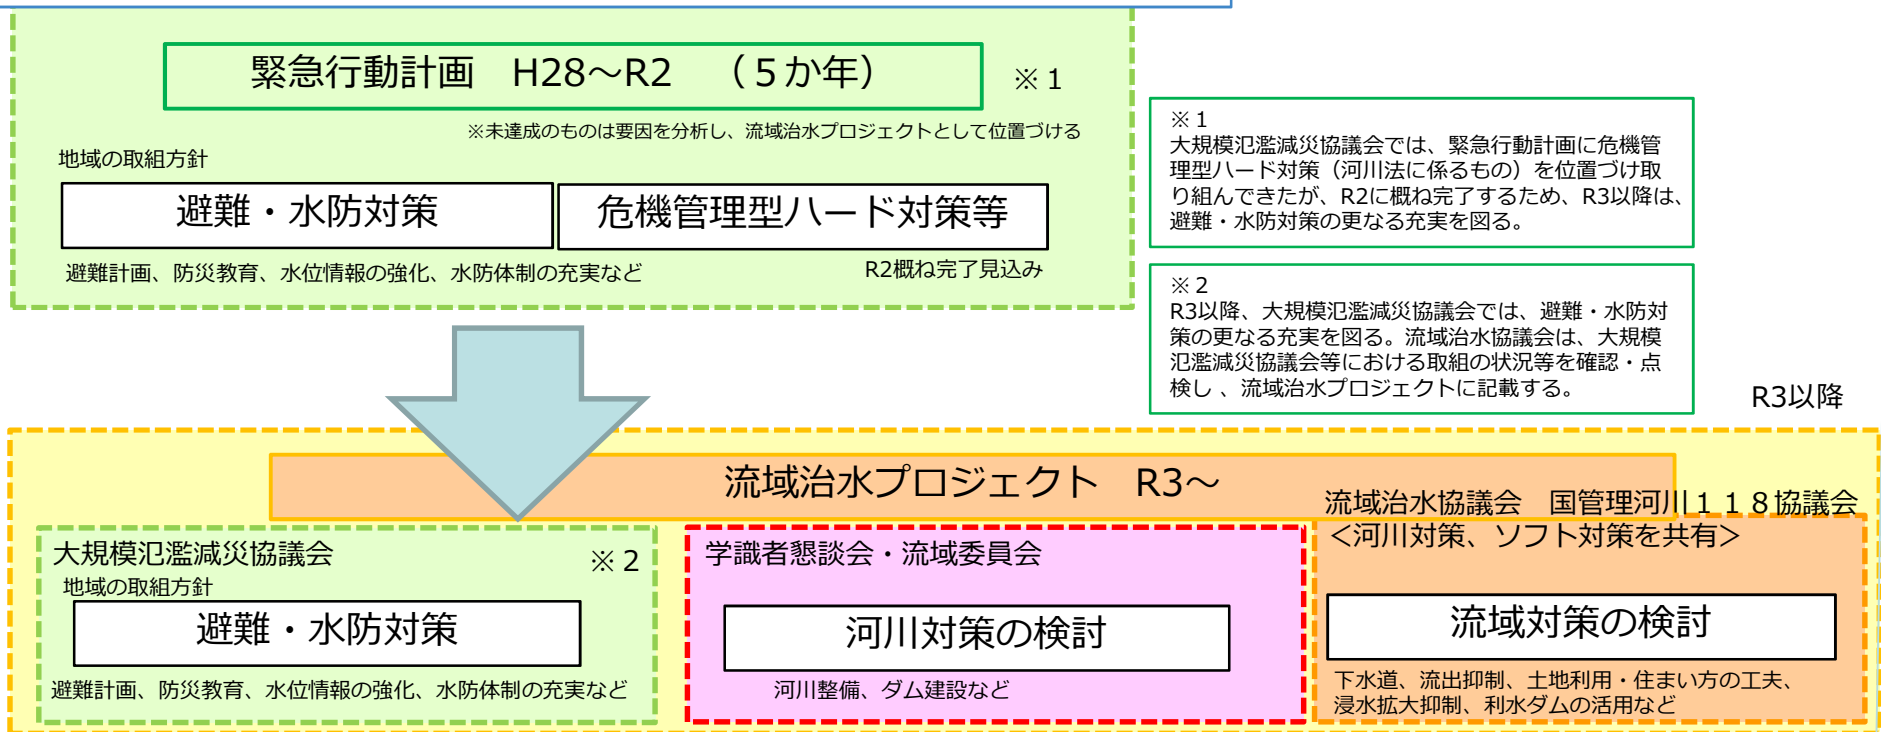 緊急行動計画　H28～R2　（５か年）
※１
※未達成のものは要因を分析し、流域治水プロジェクトとして位置づける
地域の取組方針
避難・水防対策
危機管理型ハード対策等
避難計画、防災教育、水位情報の強化、水防体制の充実など
R2概ね完了見込み
※１
大規模氾濫減災協議会では、緊急行動計画に危機管
理型ハード対策（河川法に係るもの）を位置づけ取
り組んできたが、R2に概ね完了するため、R3以降は、
避難・水防対策の更なる充実を図る。
※２
R3以降、大規模氾濫減災協議会では、避難・水防対
策の更なる充実を図る。流域治水協議会は、大規模
氾濫減災協議会等における取組の状況等を確認・点
検し 、流域治水プロジェクトに記載する。
R3以降
流域治水プロジェクト　R3～
流域治水協議会　国管理河川１１８協議会
＜河川対策、ソフト対策を共有＞
大規模氾濫減災協議会
※２
地域の取組方針
避難・水防対策
避難計画、防災教育、水位情報の強化、水防体制の充実など
学識者懇談会・流域委員会
河川対策の検討
河川整備、ダム建設など
流域対策の検討
下水道、流出抑制、土地利用・住まい方の工夫、
浸水拡大抑制、利水ダムの活用など